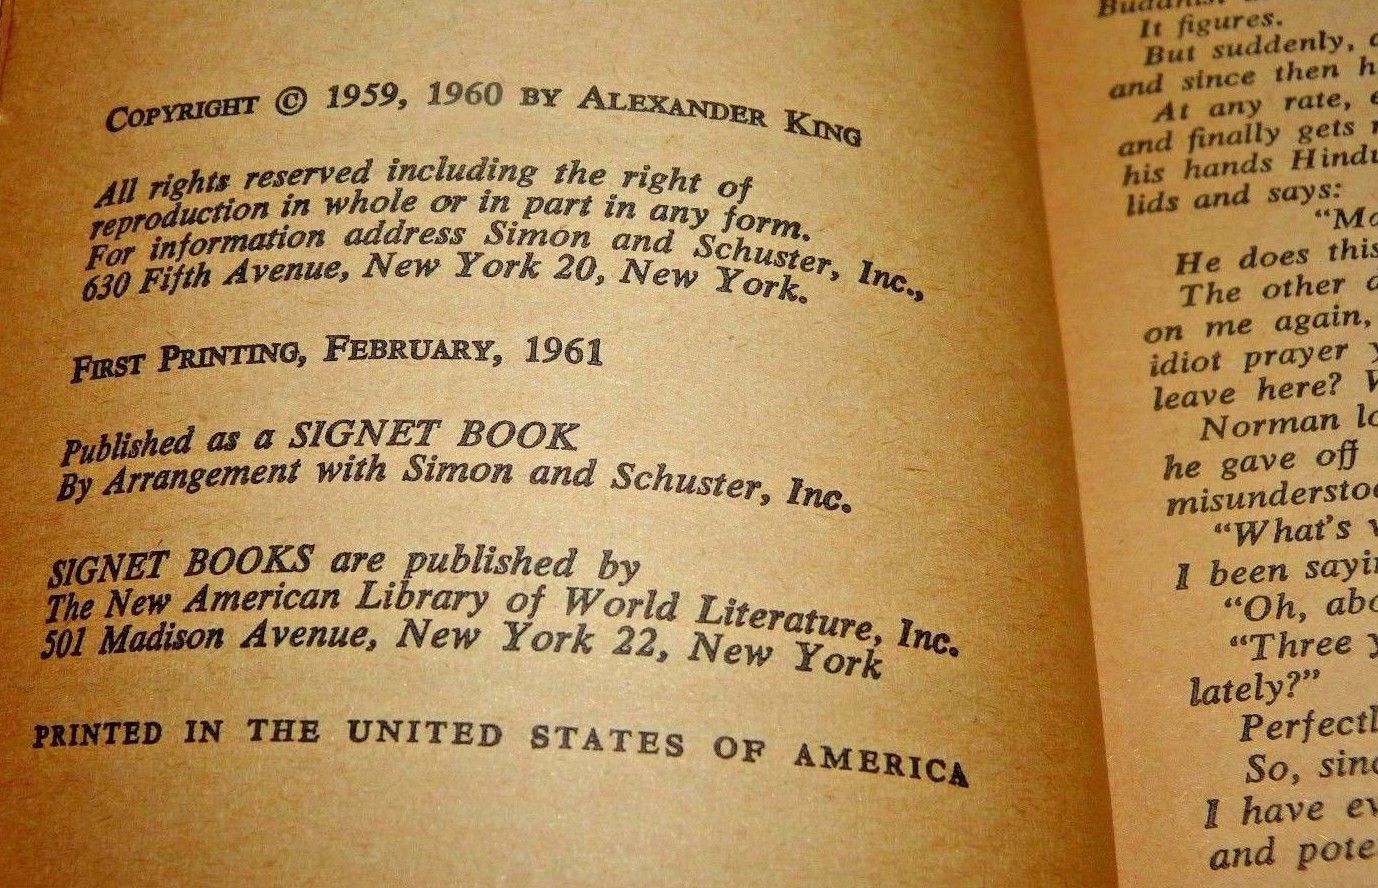 COPYRIGHT © 1959, 1960 BY ALEXANDER KING
All rights reserved including the right of
reproduction in whole or in part in any form.
For information address Simon and Schuster, Inc.,
630 Fifth Avenue, New York 20, New York.
FIRST PRINTING, FEBRUARY, 1961
Published as a SIGNET BOOK
By Arrangement with Simon and Schuster, Inc.
SIGNET BOOKS are published by
The New American Library of World Literature, Inc.
501 Madison Avenue, New York 22, New York
PRINTED IN THE UNITED STATES OF AMERICA
It figures.
But suddenly,
and since then
At any rate,
and finally gets
his hands
lids and says:
He does this
The other
on me again,
idiot prayer
leave here?
Norman
he gave off
"What's
I been
"Oh,
"Three
lately?"
So,
I have
and